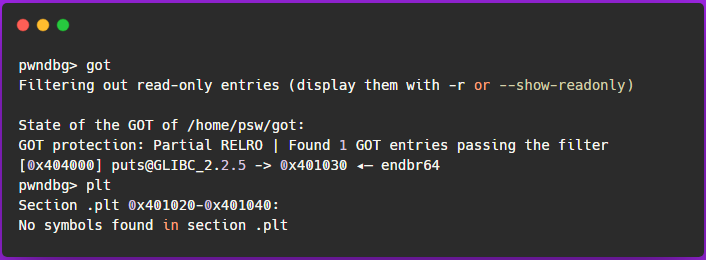 pwndbg> got
Filtering out read-only entries (display them with -r or --show-readonly)
State of the GOT of /home/psw/got:
GOT protection: Partial RELRO | Found 1 GOT entries passing the filter
[0x404000] puts@GLIBC_2.2.5 -> 0x401030 ◂— endbr64
pwndbg> plt
Section .plt 0x401020-0x401040:
No symbols found in section .plt